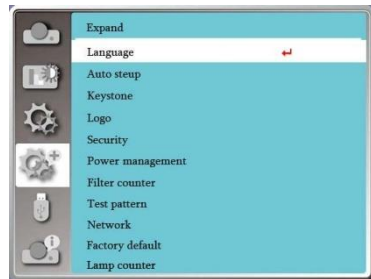 Expand
Language
Auto steup
Keystone
Logo
Security
Power management
Filter counter
Test pattern
Network
Factory default
Lamp counter